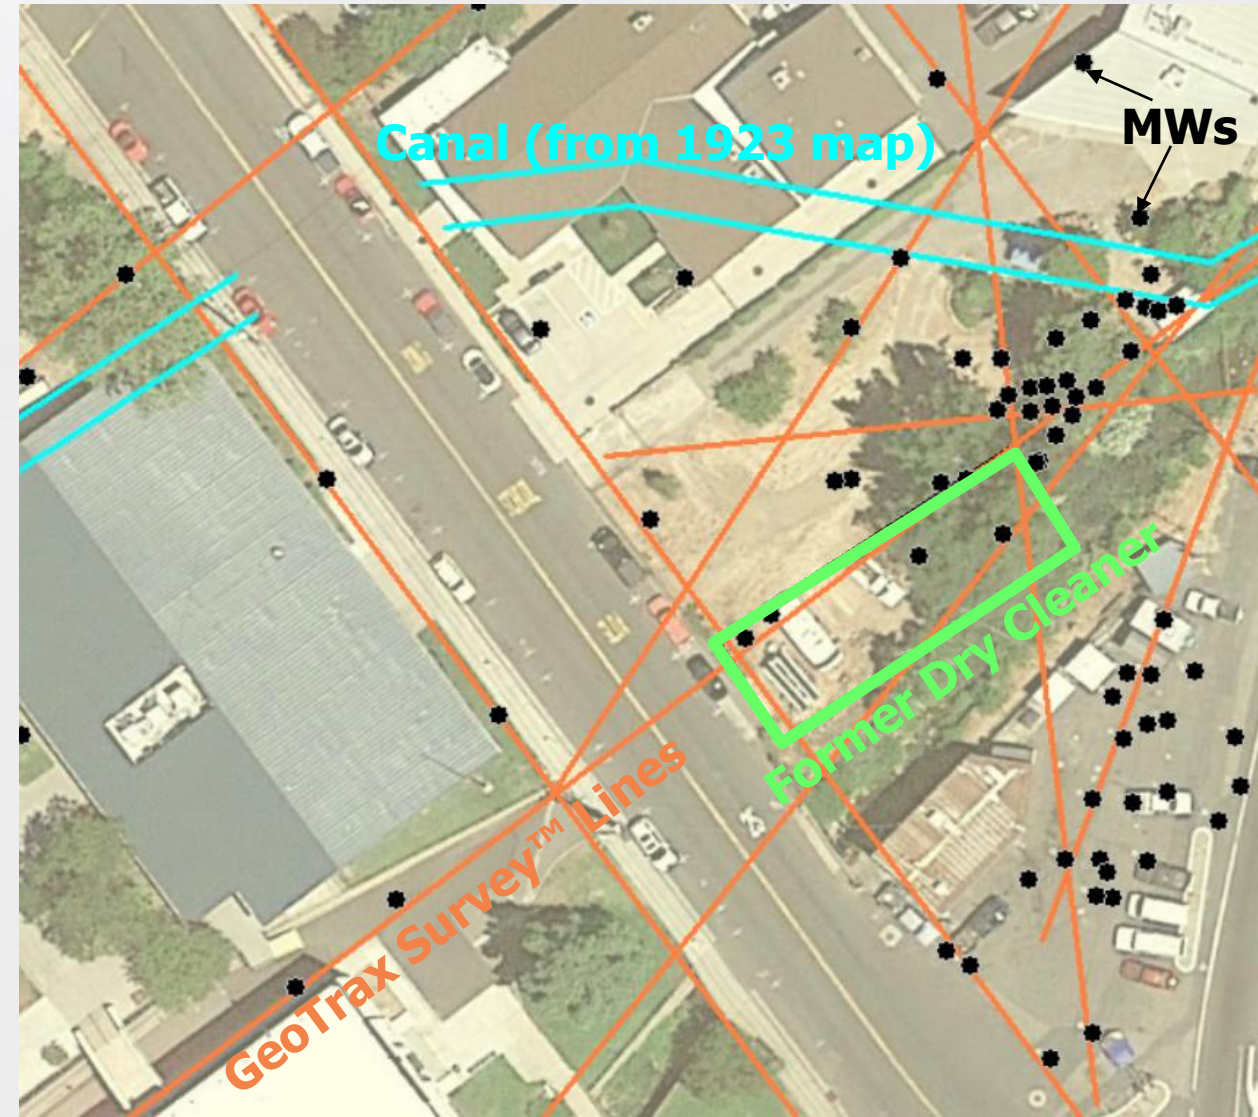 MWs
Canal (from 1923 map)
Former Dry Cleaner
GeoTrax Survey™ Lines